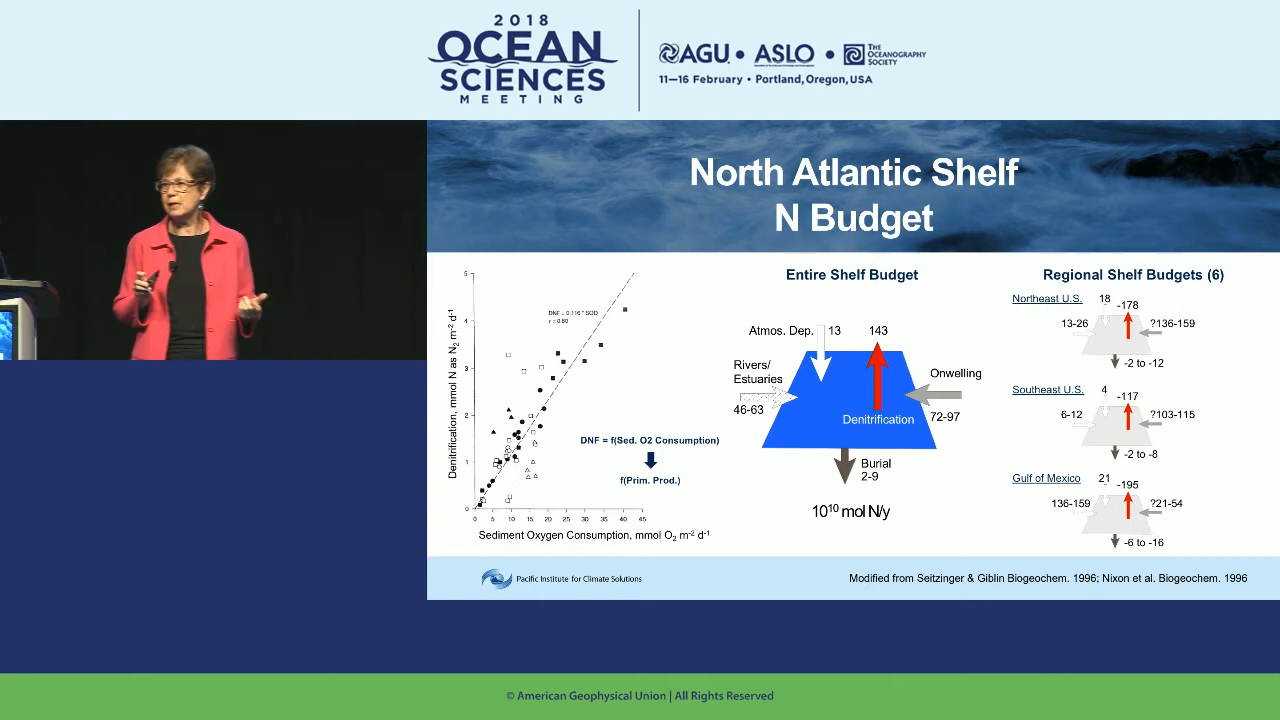 2018
OCEAN
SCIENCES
MEETING
AGU • ASLO • THE OCEANOGRAPHY SOCIETY
11–16 February • Portland, Oregon, USA
North Atlantic Shelf
N Budget
Denitrification, mmol N as N2 m-2 d-1
5
4
3
2
1
0
DNF = 0.116 * SOD
r = 0.80
DNF = f(Sed. O2 Consumption)
f(Prim. Prod.)
0 5 10 15 20 25 30 35 40 45
Sediment Oxygen Consumption, mmol O2 m-2 d-1
Entire Shelf Budget
Atmos. Dep. 13 143
Rivers/
Estuaries
46-63
Onwelling
72-97
Denitrification
Burial
2-9
10^10 mol N/y
Regional Shelf Budgets (6)
Northeast U.S. 18 -178
13-26 ?136-159
-2 to -12
Southeast U.S. 4 -117
6-12 ?103-115
-2 to -8
Gulf of Mexico 21 -195
136-159 ?21-54
-6 to -16
Pacific Institute for Climate Solutions
Modified from Seitzinger & Giblin Biogeochem. 1996; Nixon et al. Biogeochem. 1996
© American Geophysical Union | All Rights Reserved